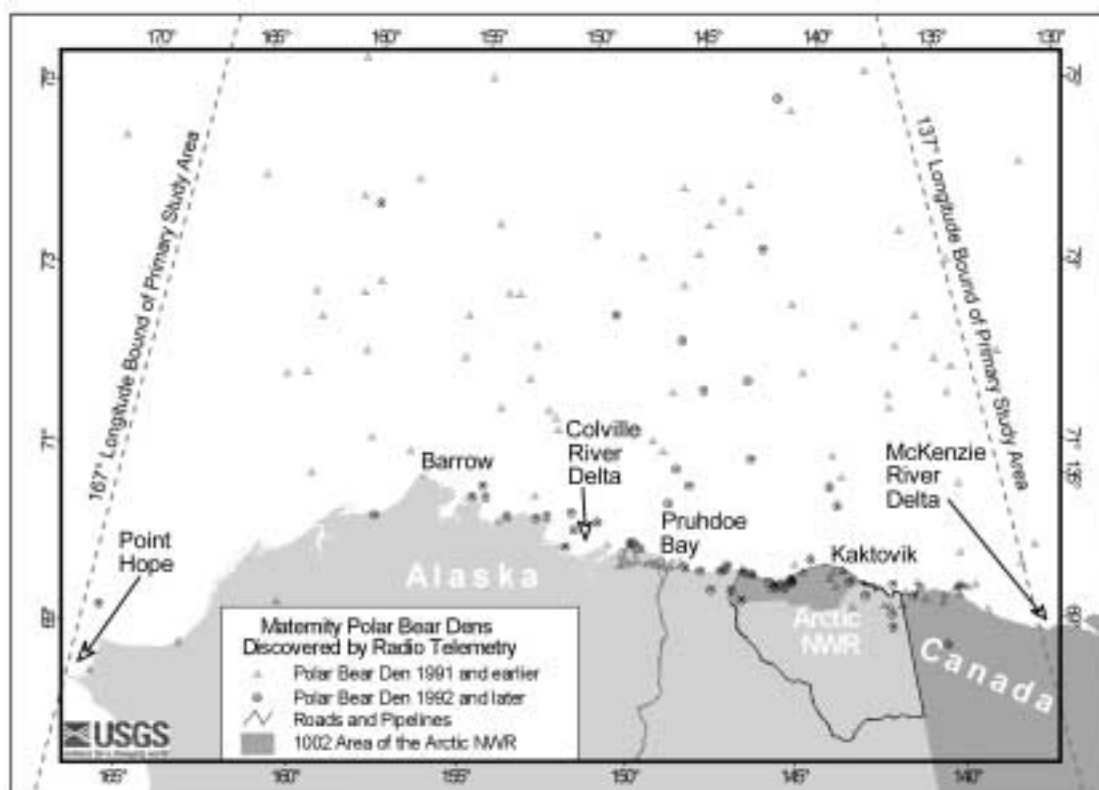 170° 165° 160° 155° 150° 145° 140° 135° 130°
75°
73°
71°
69°
73°
71°
139°
69°
167° Longitude Bound of Primary Study Area
137° Longitude Bound of Primary Study Area
Barrow
Colville
River
Delta
McKenzie
River
Delta
Pruhdoe
Bay
Kaktovik
Point
Hope
Alaska
Arctic
NWR
Canada
Maternity Polar Bear Dens
Discovered by Radio Telemetry
Polar Bear Den 1991 and earlier
Polar Bear Den 1992 and later
Roads and Pipelines
1002 Area of the Arctic NWR
USGS
165° 160° 155° 150° 145° 140°